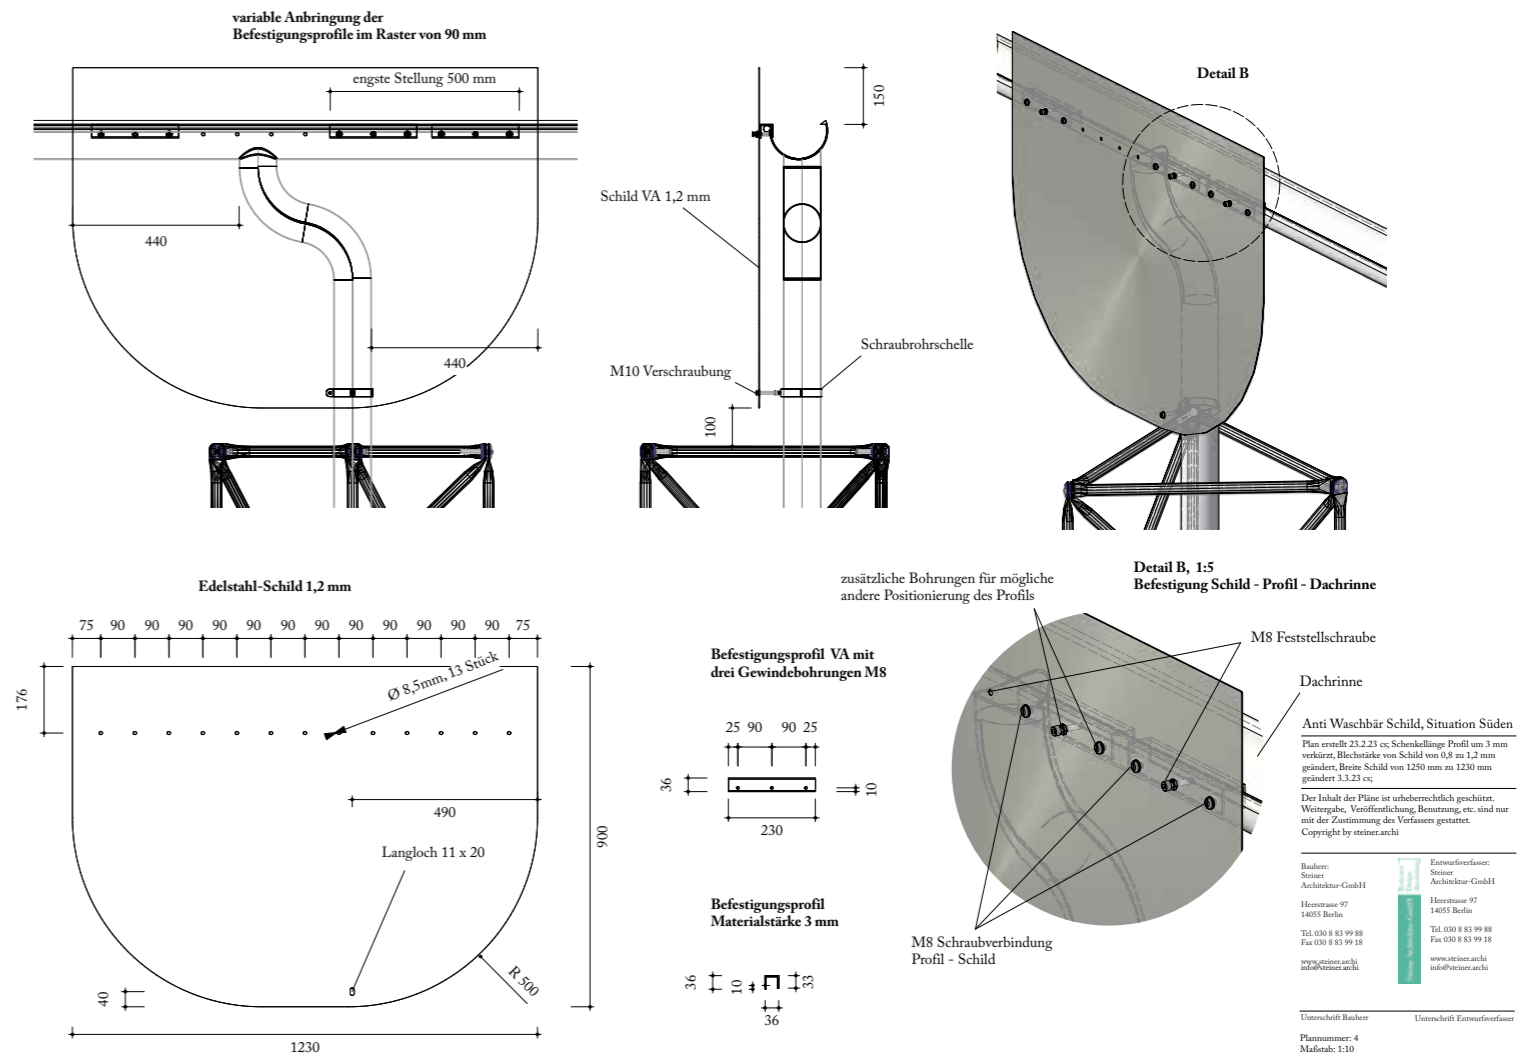 variable Anbringung der
Befestigungsprofile im Raster von 90 mm
engste Stellung 500 mm
440
440
150
Schild VA 1,2 mm
Schraubrohrschelle
M10 Verschraubung
100
Detail B
Edelstahl-Schild 1,2 mm
75 90 90 90 90 90 90 90 90 90 90 90 90 75
176
Ø 8,5mm, 13 Stück
490
900
Langloch 11 x 20
R 500
40
1230
Befestigungsprofil VA mit
drei Gewindebohrungen M8
25 90 90 25
36
10
230
Befestigungsprofil
Materialstärke 3 mm
36
10
33
36
Detail B, 1:5
Befestigung Schild - Profil - Dachrinne
zusätzliche Bohrungen für mögliche
andere Positionierung des Profils
M8 Feststellschraube
Dachrinne
M8 Schraubverbindung
Profil - Schild
Anti Waschbär Schild, Situation Süden
Plan erstellt 23.2.23 cs; Schenkellänge Profil um 3 mm
verkürzt, Blechstärke von Schild von 0,8 zu 1,2 mm
geändert, Breite Schild von 1250 mm zu 1230 mm
geändert 3.3.23 cs;
Der Inhalt der Pläne ist urheberrechtlich geschützt.
Weitergabe, Veröffentlichung, Benutzung, etc. sind nur
mit der Zustimmung des Verfassers gestattet.
Copyright by steiner.archi
Bauherr:
Steiner
Architektur-GmbH
Heerstrasse 97
14055 Berlin
Tel. 030 8 83 99 88
Fax 030 8 83 99 18
www.steiner.archi
info@steiner.archi
Steiner Architektur-GmbH
Entwurfsverfasser:
Steiner
Architektur-GmbH
Heerstrasse 97
14055 Berlin
Tel. 030 8 83 99 88
Fax 030 8 83 99 18
www.steiner.archi
info@steiner.archi
Unterschrift Bauherr
Unterschrift Entwurfsverfasser
Plannummer: 4
Maßstab: 1:10